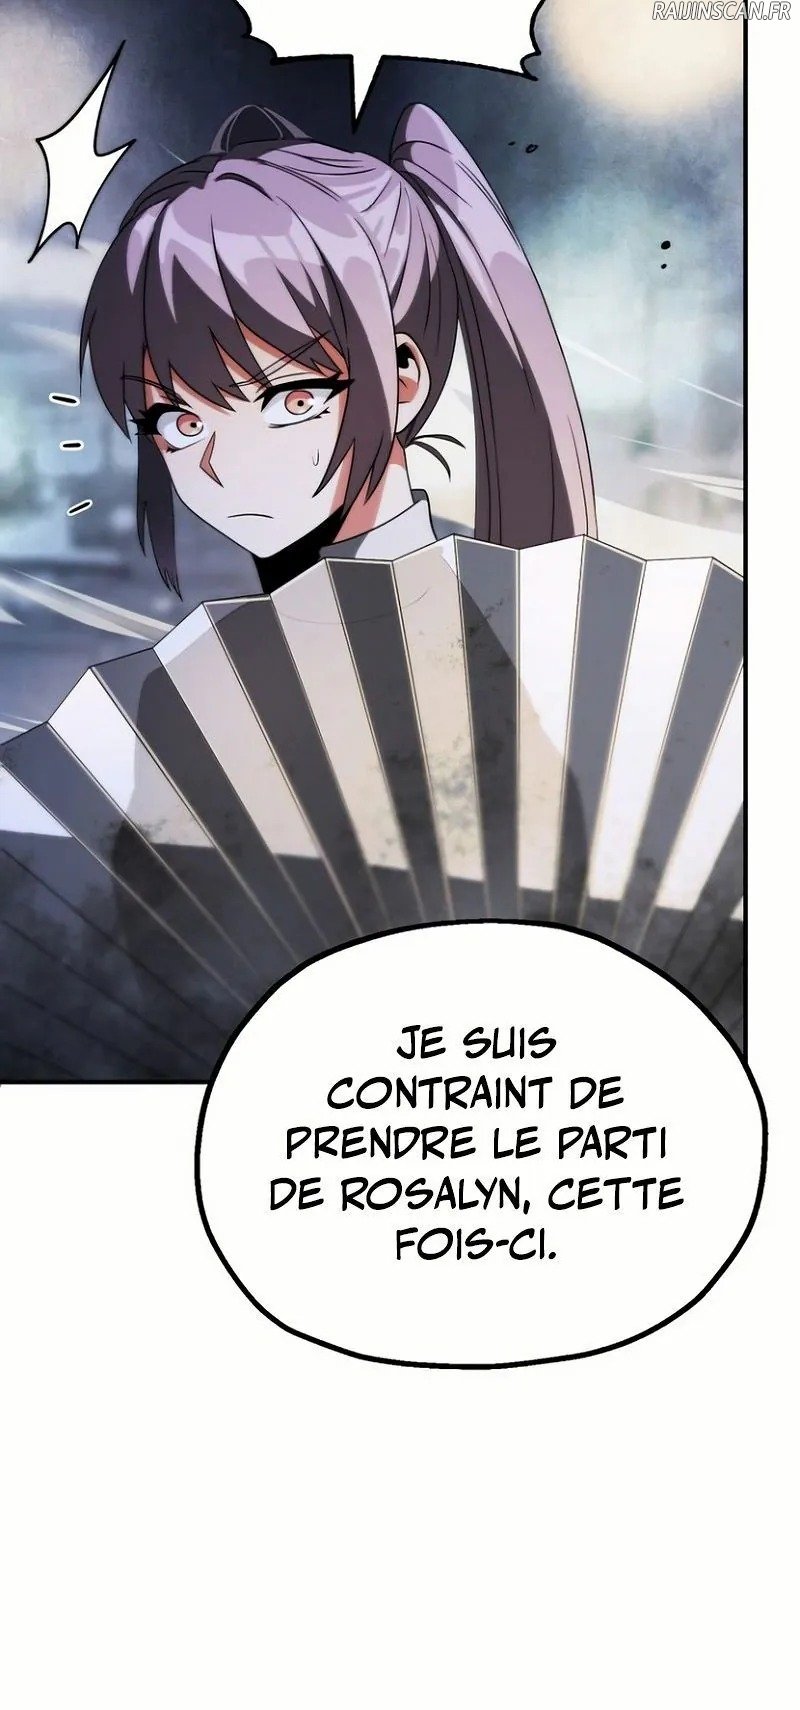 RAIJINSCAN.FR
JE SUIS
CONTRAINT DE
PRENDRE LE PARTI
DE ROSALYN, CETTE
FOIS-CI.